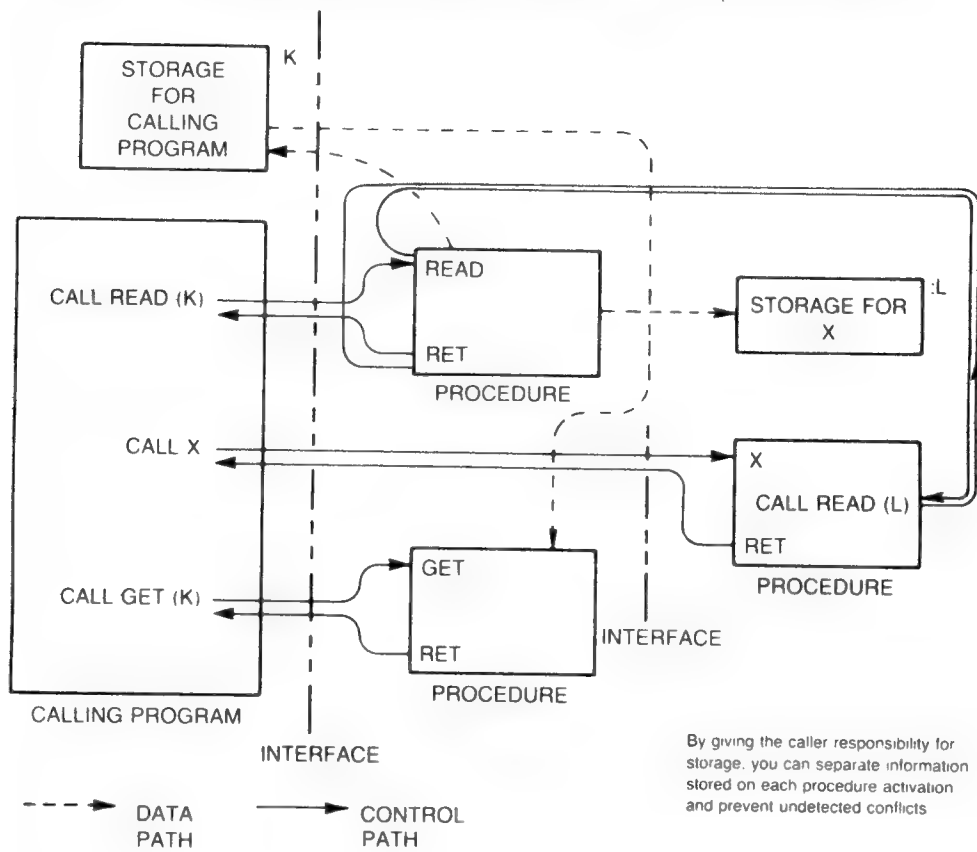 K
STORAGE
FOR
CALLING
PROGRAM
CALL READ (K)
READ
RET
PROCEDURE
:L
STORAGE FOR
X
CALL X
X
CALL READ (L)
RET
PROCEDURE
CALL GET (K)
GET
RET
PROCEDURE
INTERFACE
CALLING PROGRAM
INTERFACE
By giving the caller responsibility for
storage, you can separate information
stored on each procedure activation
and prevent undetected conflicts
DATA
PATH
CONTROL
PATH